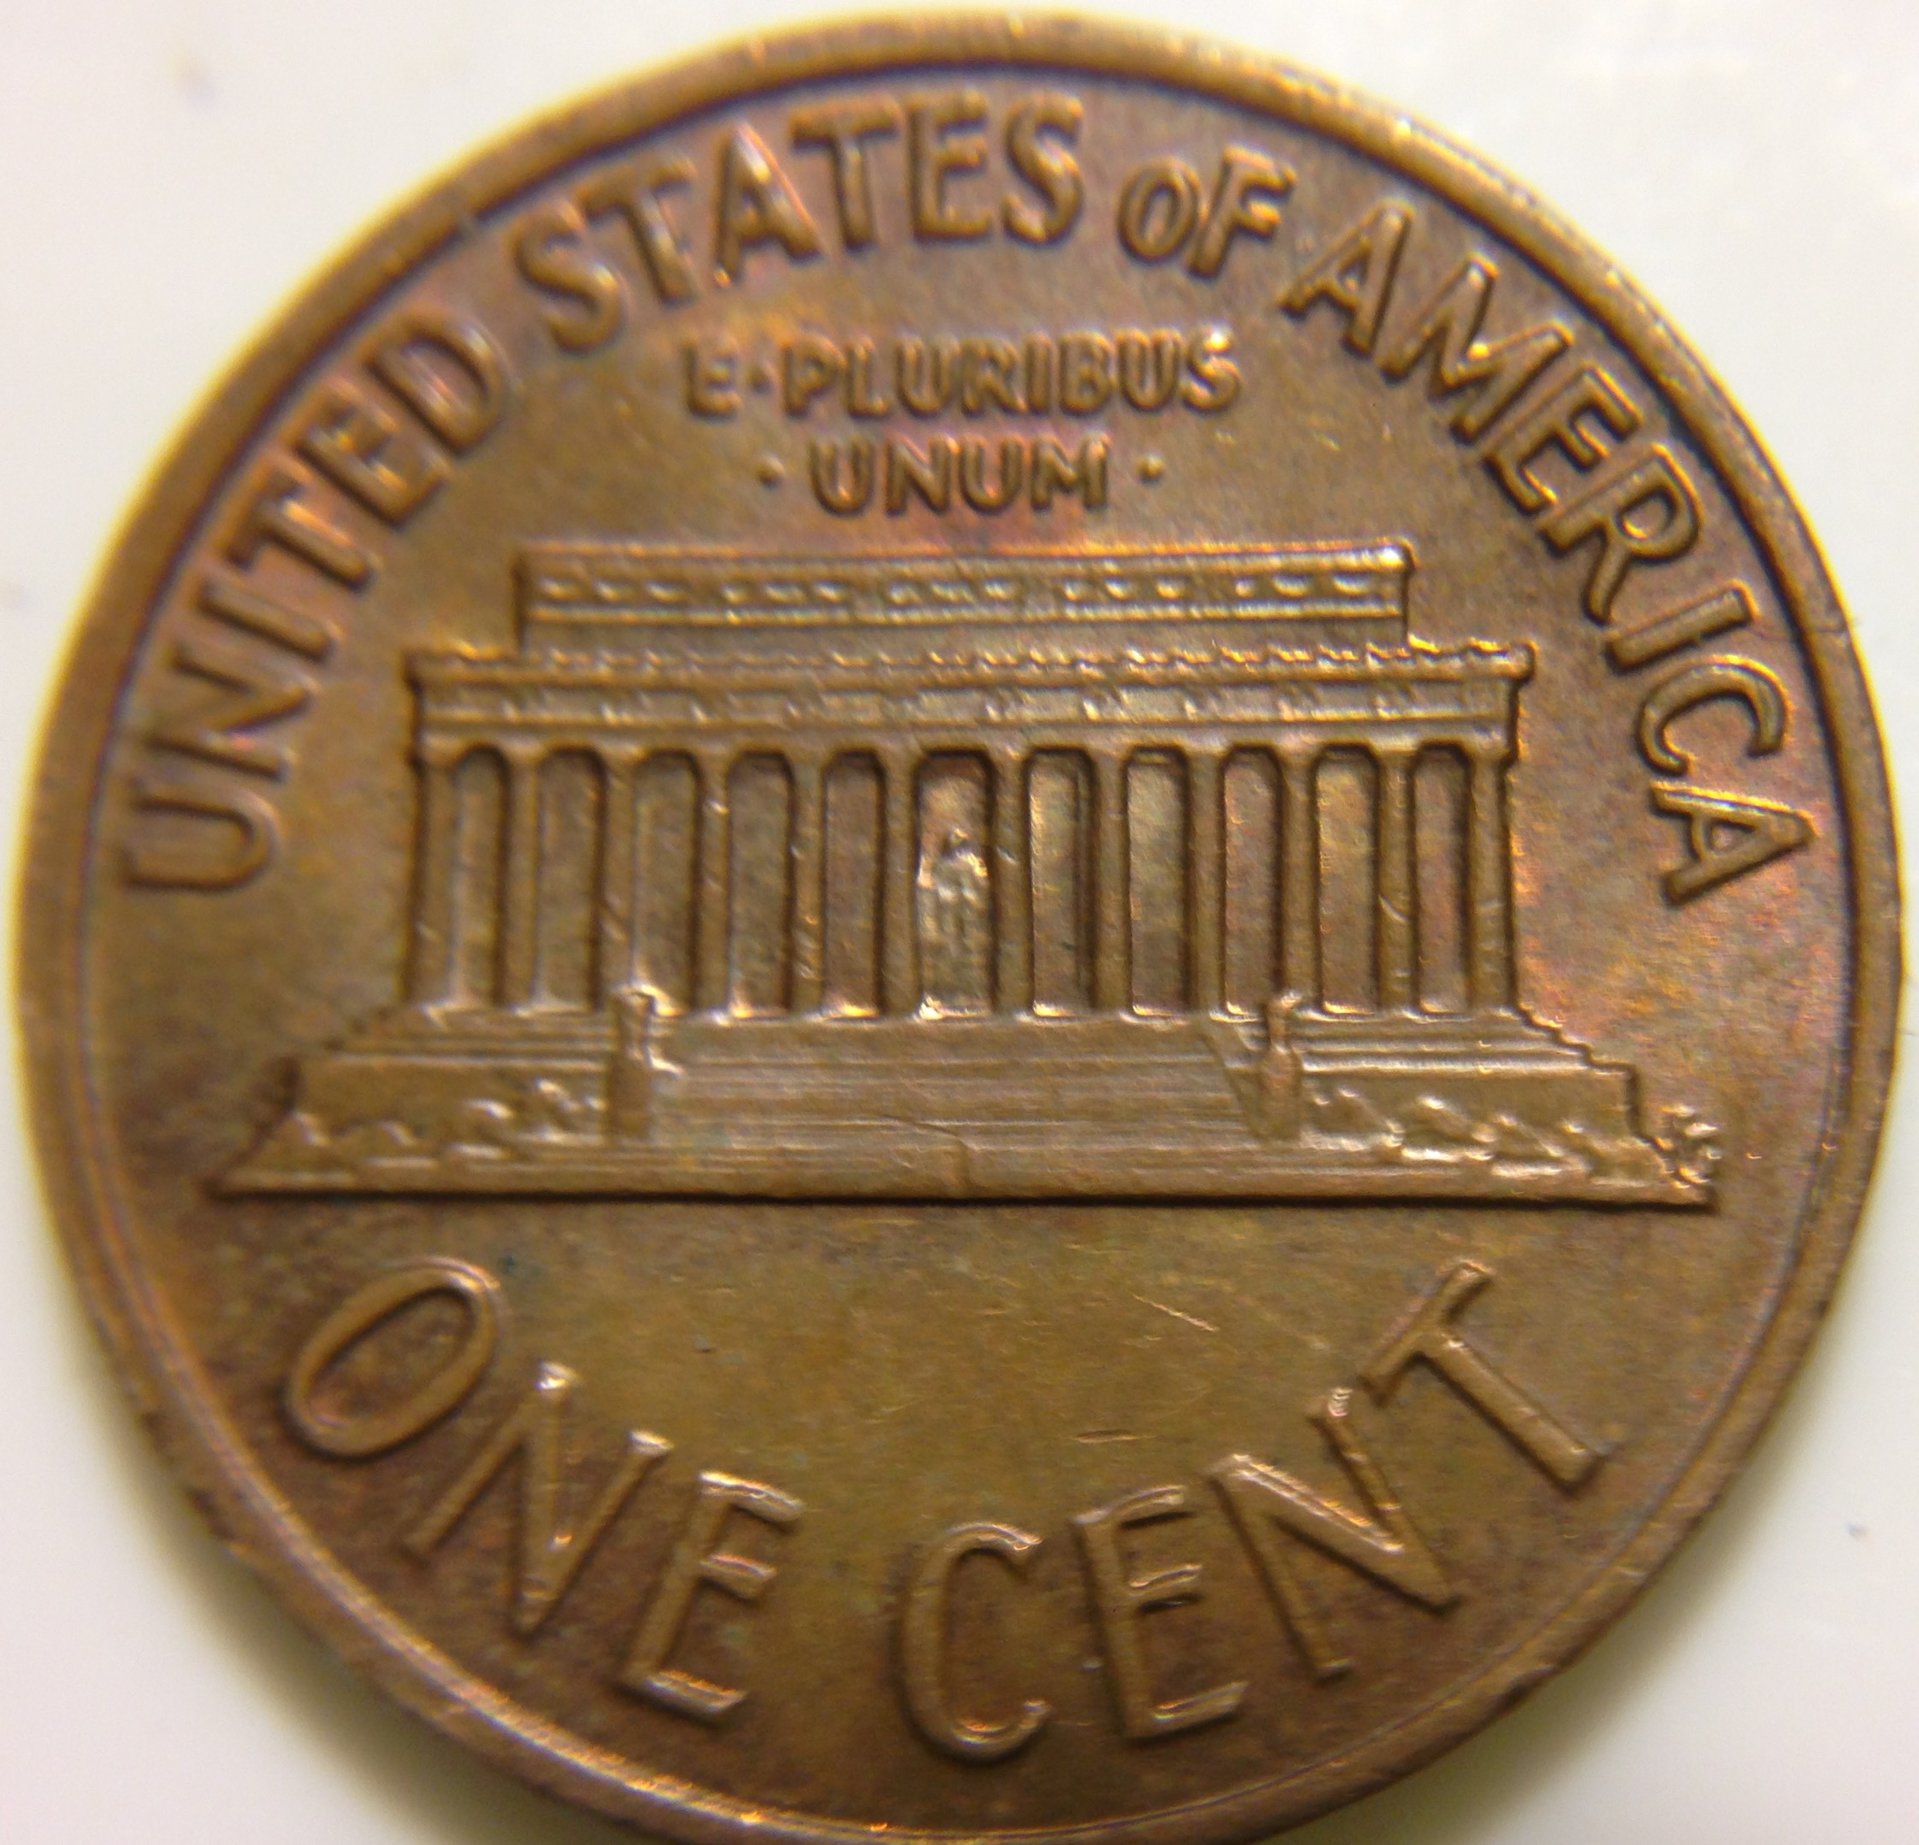 UNITED STATES OF AMERICA
E·PLURIBUS
·UNUM·
ONE CENT